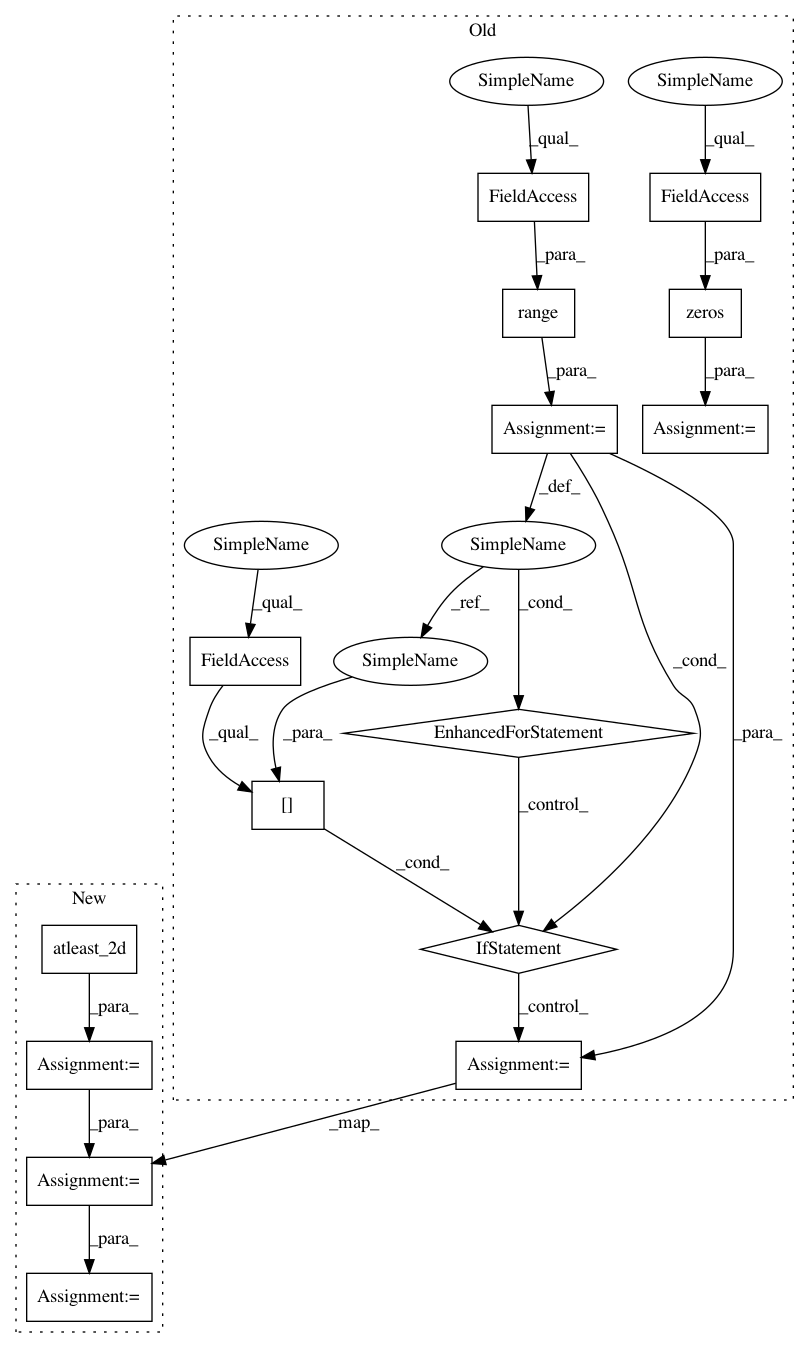 Old
SimpleName
SimpleName
_qual_
_qual_
FieldAccess
FieldAccess
_para_
_para_
range
zeros
_para_
_para_
Assignment:=
Assignment:=
_def_
SimpleName
SimpleName
_qual_
_ref_
_cond_
_cond_
FieldAccess
SimpleName
_qual_
_para_
EnhancedForStatement
_para_
[]
_control_
_cond_
New
atleast_2d
IfStatement
_para_
_control_
Assignment:=
Assignment:=
_para_
_map_
Assignment:=
_para_
Assignment:=